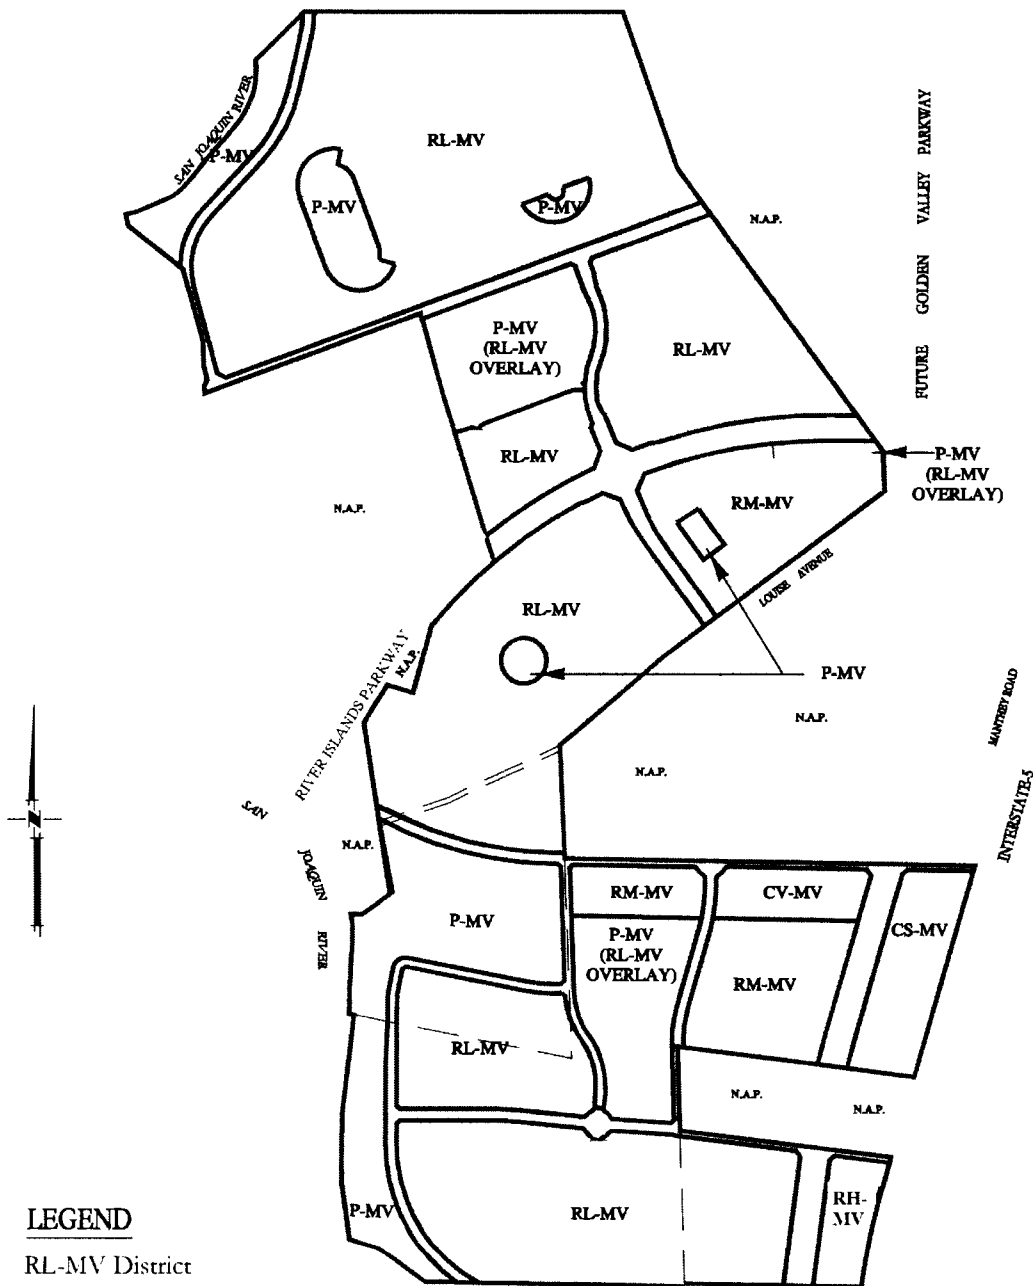 SAN JOAQUIN RIVER
P-MV
RL-MV
P-MV
P-MV
N.A.P.
FUTURE GOLDEN VALLEY PARKWAY
P-MV
(RL-MV
OVERLAY)
RL-MV
RL-MV
P-MV
(RL-MV
OVERLAY)
RM-MV
N.A.P.
LOUISE AVENUE
RL-MV
N.A.P.
RIVER ISLANDS PARKWAY
P-MV
N.A.P.
MANTHEY ROAD
N.A.P.
INTERSTATE-5
SAN JOAQUIN RIVER
N.A.P.
RM-MV
CV-MV
P-MV
P-MV
(RL-MV
OVERLAY)
CS-MV
RM-MV
RL-MV
N.A.P.
N.A.P.
P-MV
RL-MV
RH-
MV
LEGEND
RL-MV District